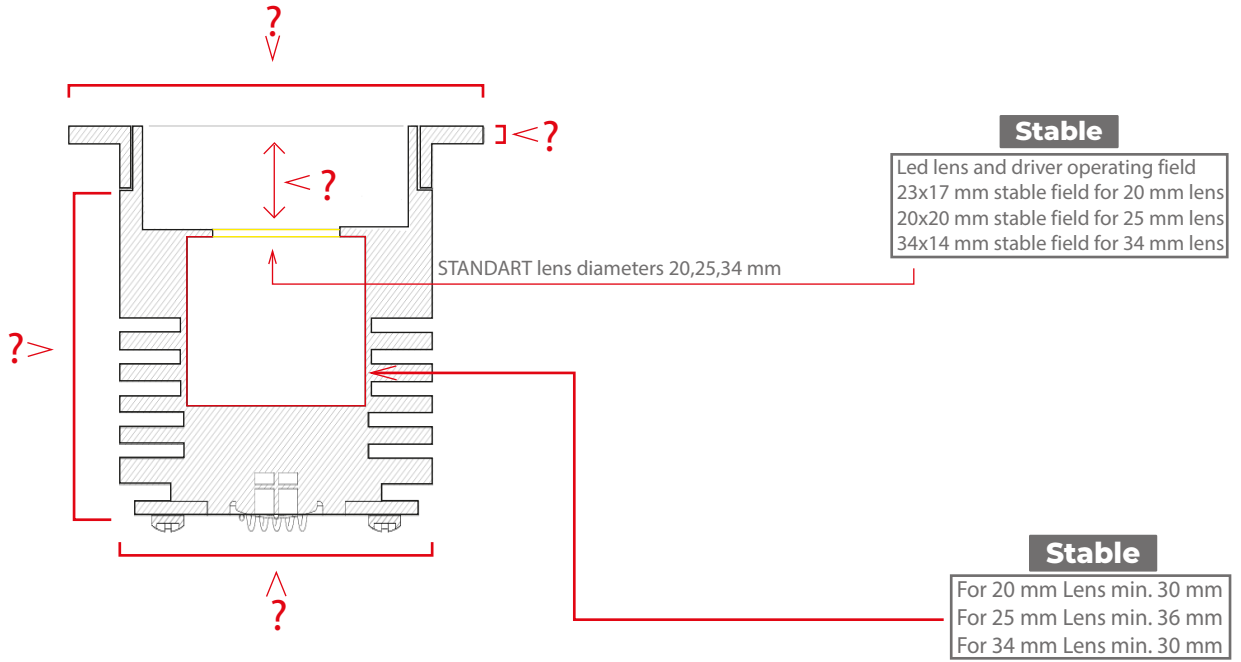 ?
?
?
Stable
Led lens and driver operating field
23x17 mm stable field for 20 mm lens
20x20 mm stable field for 25 mm lens
34x14 mm stable field for 34 mm lens
STANDART lens diameters 20,25,34 mm
?
?
Stable
For 20 mm Lens min. 30 mm
For 25 mm Lens min. 36 mm
For 34 mm Lens min. 30 mm